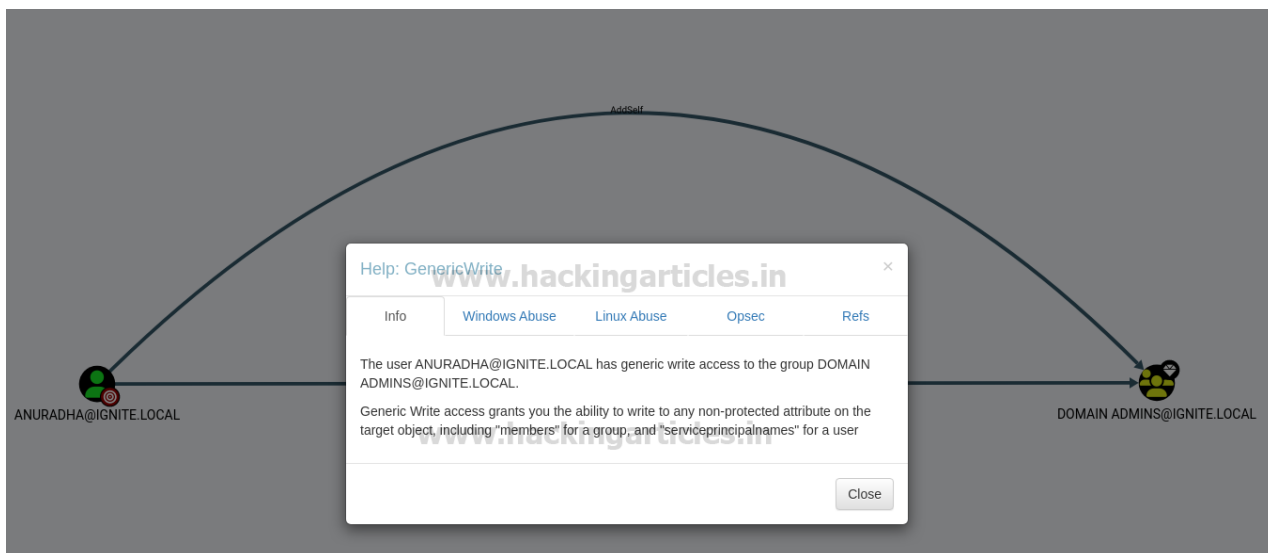 AddSelf
Help: GenericWrite
×
www.hackingarticles.in
Info Windows Abuse Linux Abuse Opsec Refs
The user ANURADHA@IGNITE.LOCAL has generic write access to the group DOMAIN
ADMINS@IGNITE.LOCAL.
Generic Write access grants you the ability to write to any non-protected attribute on the
target object, including "members" for a group, and "serviceprincipalnames" for a user
www.hackingarticles.in
Close
ANURADHA@IGNITE.LOCAL
DOMAIN ADMINS@IGNITE.LOCAL